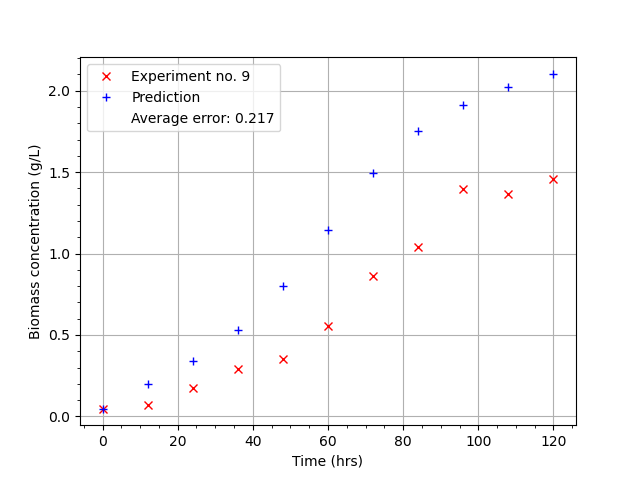 Experiment no. 9
Prediction
Average error: 0.217
2.0
1.5
1.0
0.5
0.0
Biomass concentration (g/L)
0 20 40 60 80 100 120
Time (hrs)